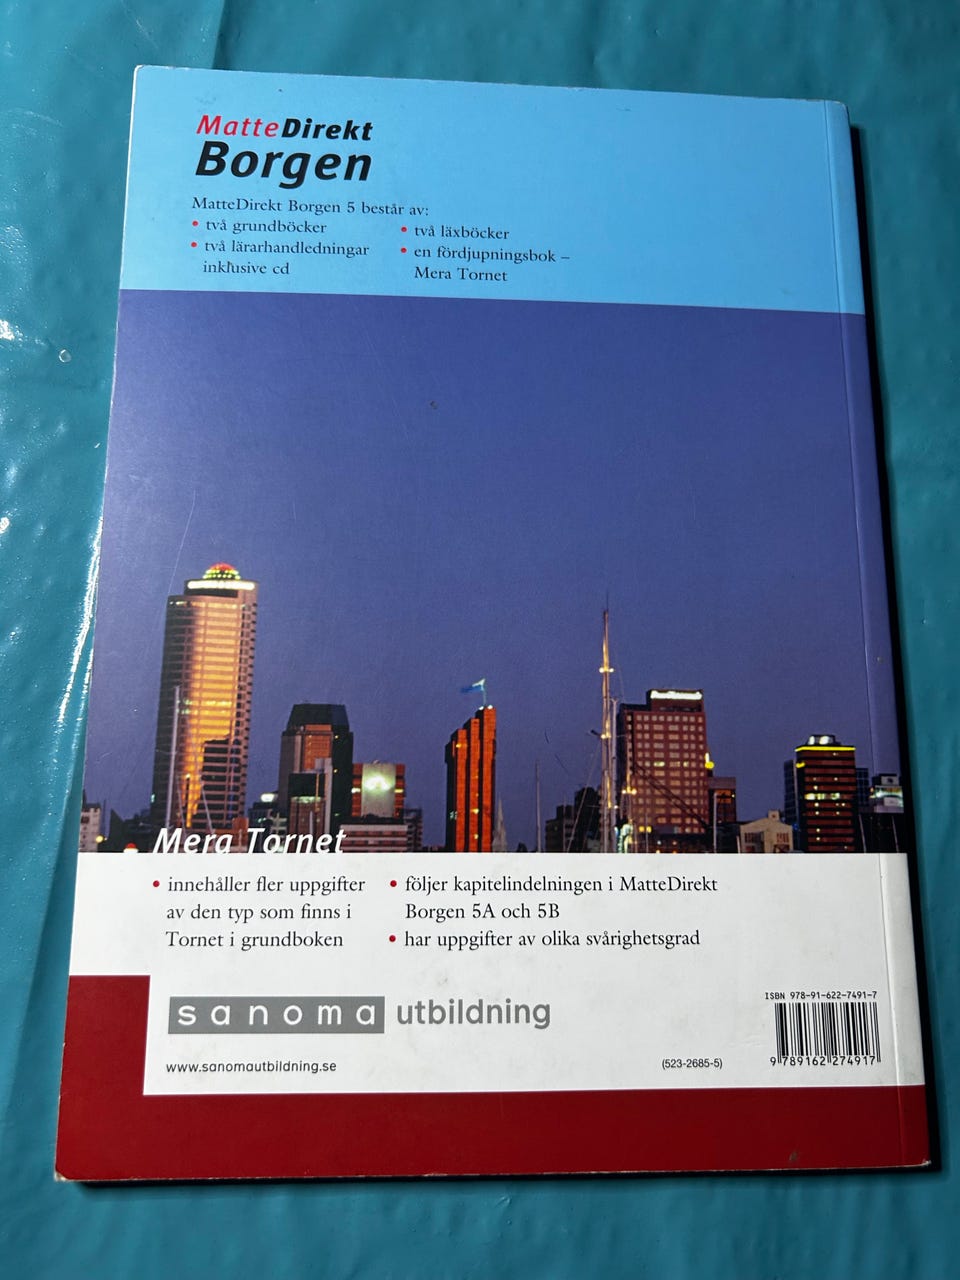 MatteDirekt
Borgen
MatteDirekt Borgen 5 består av:
• två grundböcker
• två lärarhandledningar
inklusive cd
• två läxböcker
• en fördjupningsbok –
Mera Tornet
Mera Tornet
• innehåller fler uppgifter
av den typ som finns i
Tornet i grundboken
• följer kapitelindelningen i MatteDirekt
Borgen 5A och 5B
• har uppgifter av olika svårighetsgrad
sanoma utbildning
www.sanomautbildning.se
(523-2685-5)
ISBN 978-91-622-7491-7
9 789162 274917